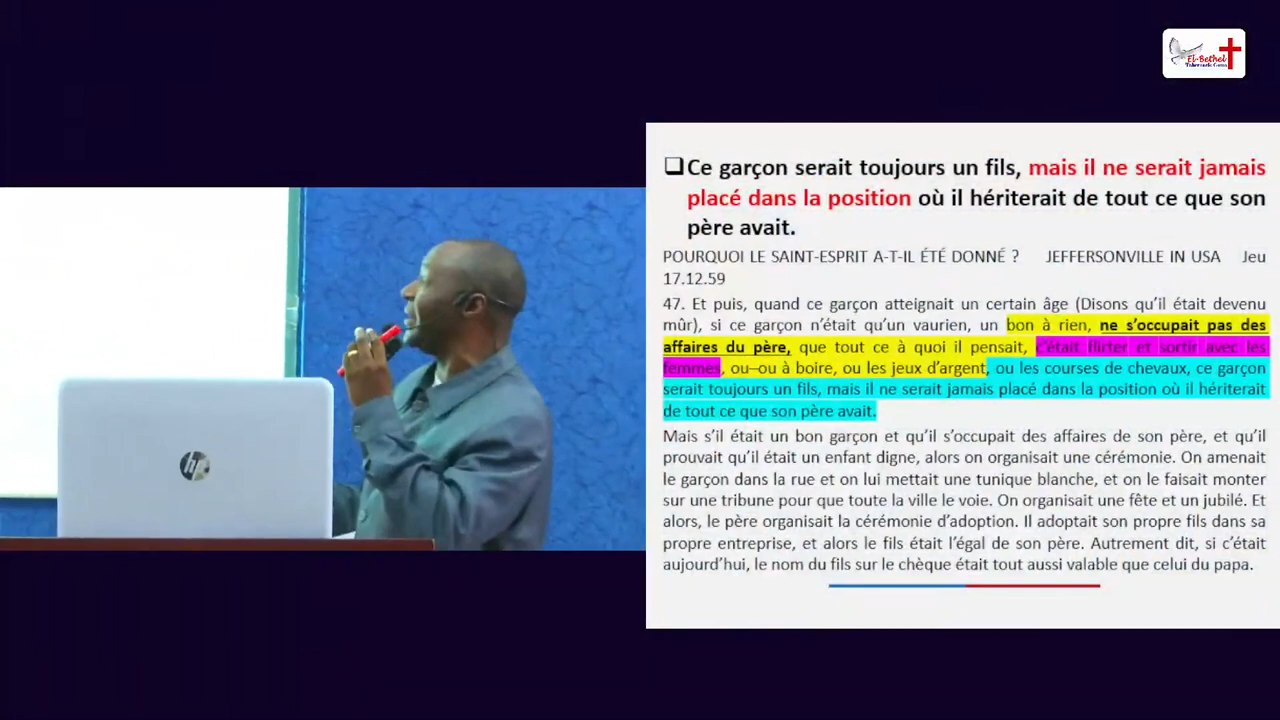 El-Bethel
❑Ce garçon serait toujours un fils, mais il ne serait jamais
placé dans la position où il hériterait de tout ce que son
père avait.
POURQUOI LE SAINT-ESPRIT A-T-IL ÉTÉ DONNÉ ? JEFFERSONVILLE IN USA Jeu
17.12.59
47. Et puis, quand ce garçon atteignait un certain âge (Disons qu'il était devenu
mûr), si ce garçon n'était qu'un vaurien, un bon à rien, ne s'occupait pas des
affaires du père, que tout ce à quoi il pensait, c'était flirter et sortir avec les
femmes, ou–ou à boire, ou les jeux d'argent, ou les courses de chevaux, ce garçon
serait toujours un fils, mais il ne serait jamais placé dans la position où il hériterait
de tout ce que son père avait.
Mais s'il était un bon garçon et qu'il s'occupait des affaires de son père, et qu'il
prouvait qu'il était un enfant digne, alors on organisait une cérémonie. On amenait
le garçon dans la rue et on lui mettait une tunique blanche, et on le faisait monter
sur une tribune pour que toute la ville le voie. On organisait une fête et un jubilé. Et
alors, le père organisait la cérémonie d'adoption. Il adoptait son propre fils dans sa
propre entreprise, et alors le fils était l'égal de son père. Autrement dit, si c'était
aujourd'hui, le nom du fils sur le chèque était tout aussi valable que celui du papa.
hp